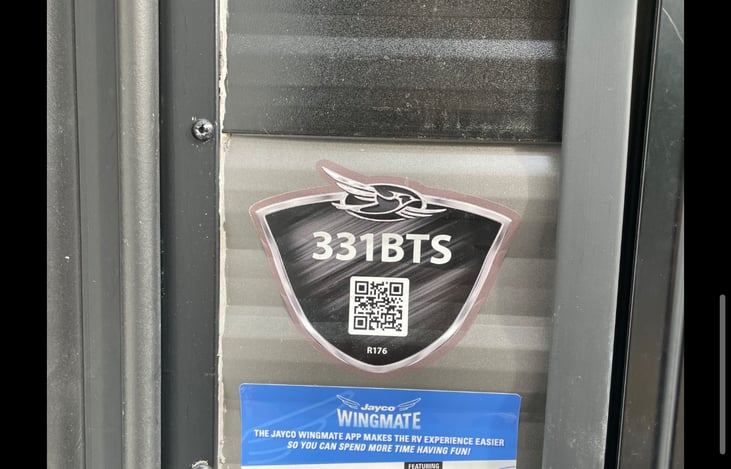 331BTS
R176
Jayco
WINGMATE
THE JAYCO WINGMATE APP MAKES THE RV EXPERIENCE EASIER
SO YOU CAN SPEND MORE TIME HAVING FUN!
FEATURING